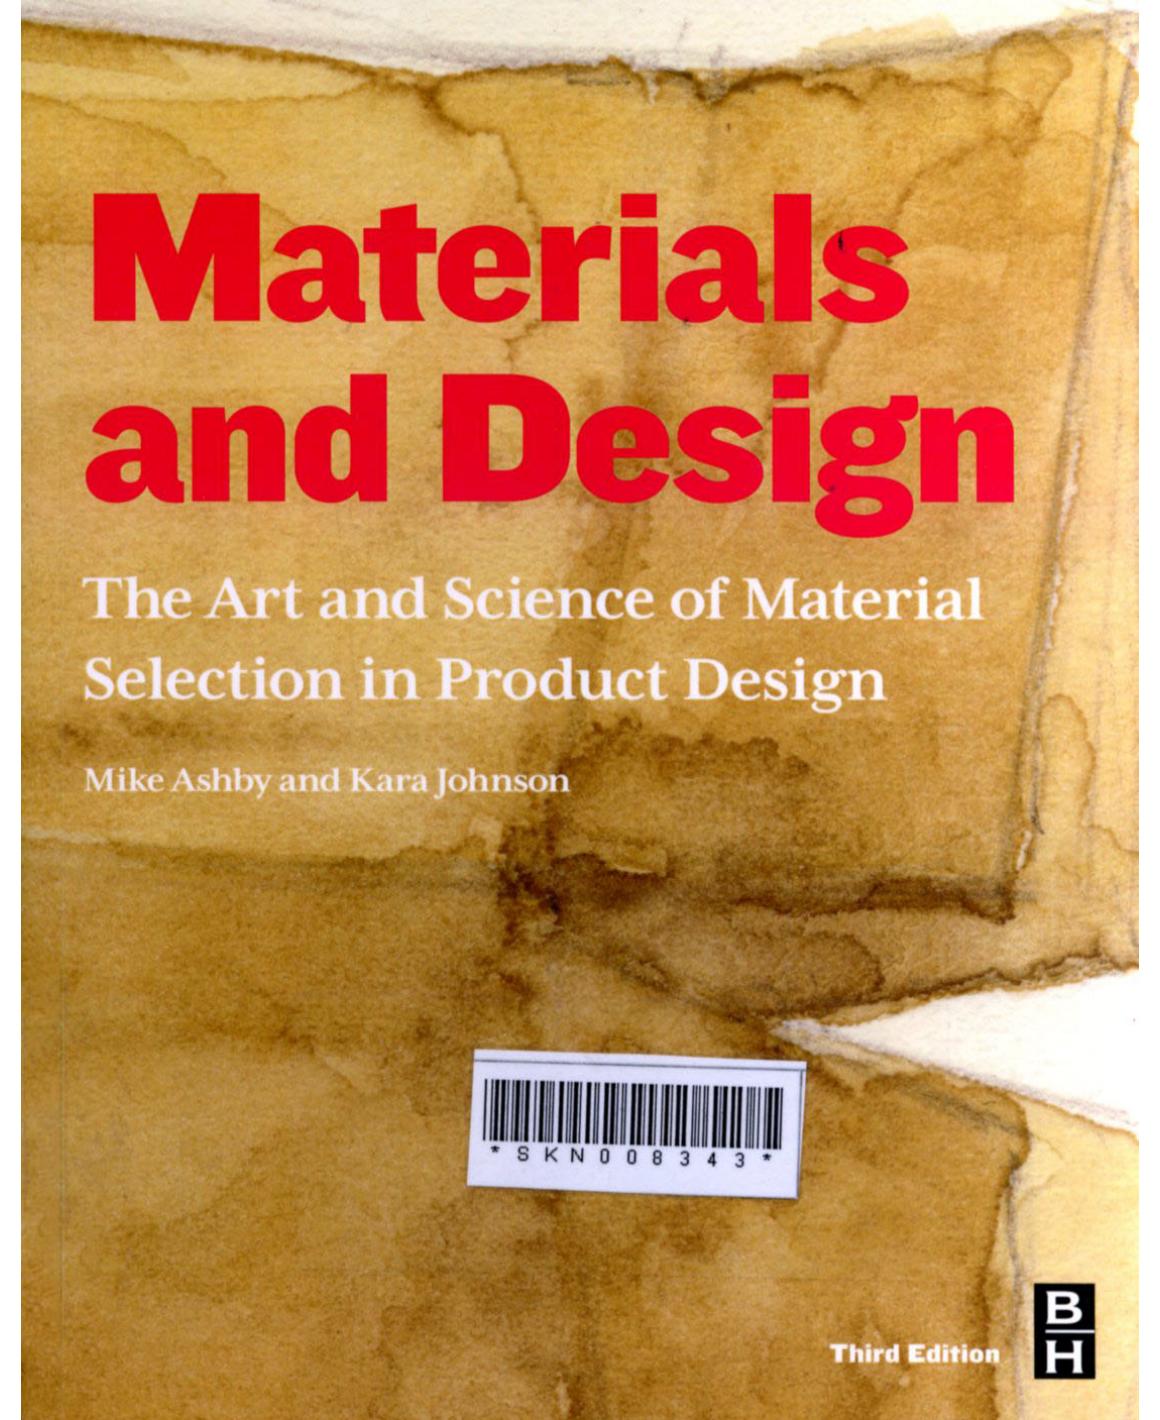 Materials
and Design
The Art and Science of Material
Selection in Product Design
Mike Ashby and Kara Johnson
*SKN008343*
Third Edition
B
H